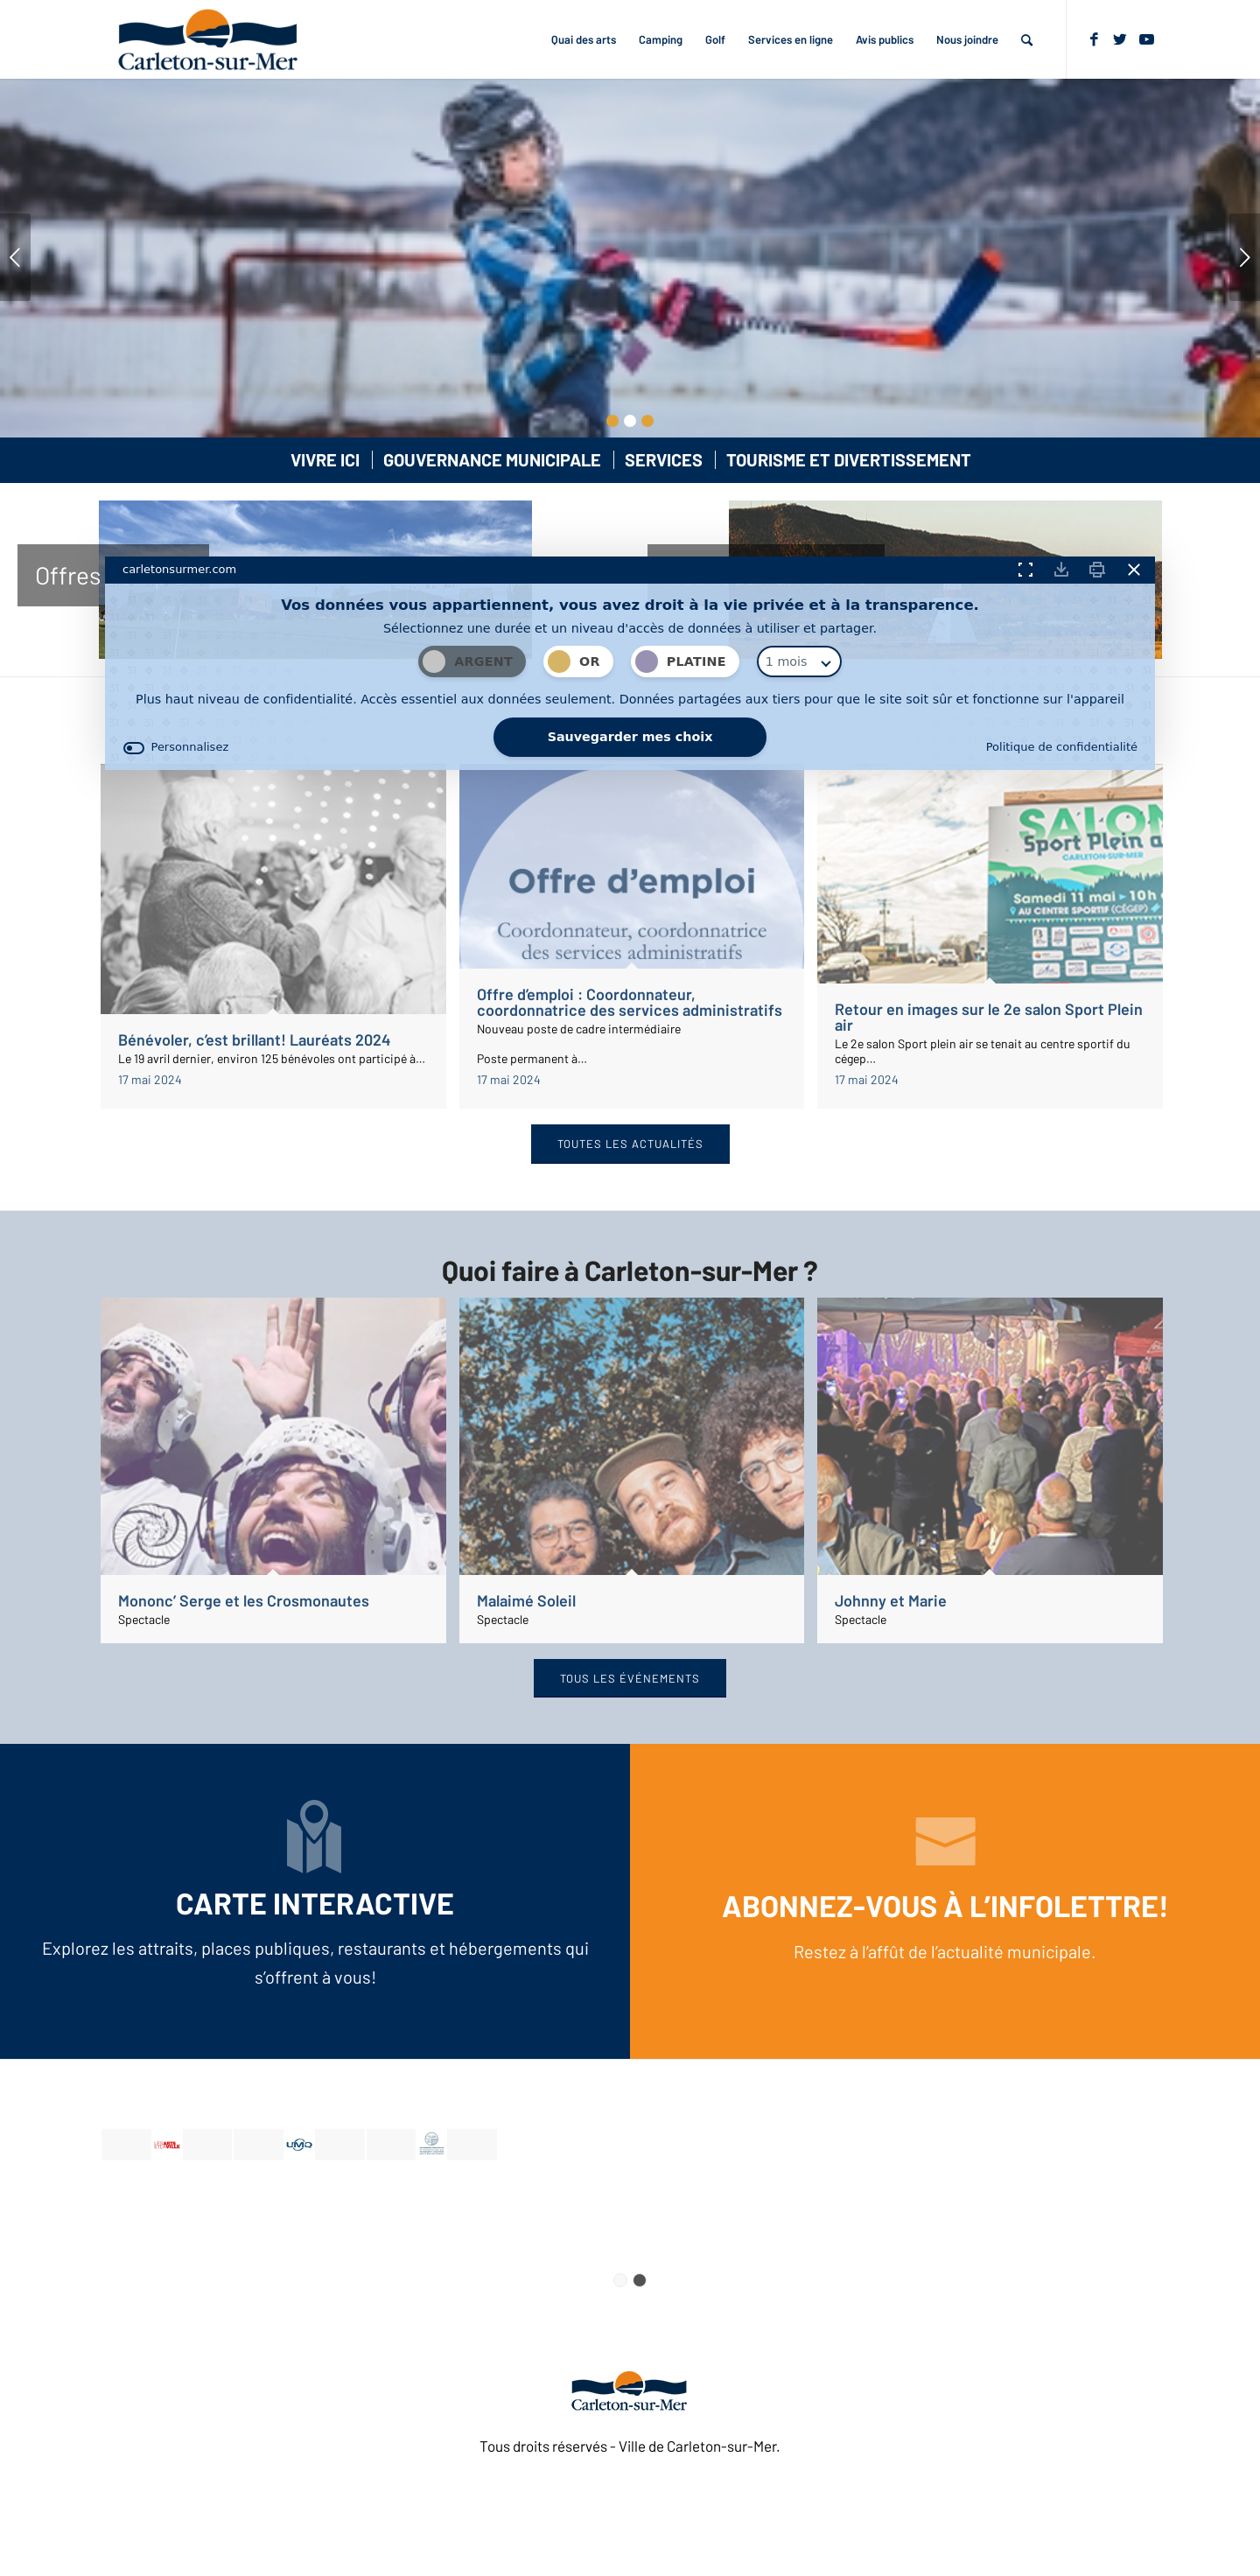 Carleton-sur-Mer
Quai des arts
Camping
Golf
Services en ligne
Avis publics
Nous joindre
VIVRE ICI
GOUVERNANCE MUNICIPALE
SERVICES
TOURISME ET DIVERTISSEMENT
Offres
carletonsurmer.com
Vos données vous appartiennent, vous avez droit à la vie privée et à la transparence.
Sélectionnez une durée et un niveau d'accès de données à utiliser et partager.
ARGENT
OR
PLATINE
1 mois
Plus haut niveau de confidentialité. Accès essentiel aux données seulement. Données partagées aux tiers pour que le site soit sûr et fonctionne sur l'appareil
Personnalisez
Sauvegarder mes choix
Politique de confidentialité
Offre d'emploi
Coordonnateur, coordonnatrice
des services administratifs
SALON
Sport Plein a
CARLETON-SUR-MER
Samedi 11 mai
10h
AU CENTRE SPORTIF (CÉGEP)
Bénévoler, c’est brillant! Lauréats 2024
Le 19 avril dernier, environ 125 bénévoles ont participé à…
17 mai 2024
Offre d’emploi : Coordonnateur,
coordonnatrice des services administratifs
Nouveau poste de cadre intermédiaire
Poste permanent à…
17 mai 2024
Retour en images sur le 2e salon Sport Plein
air
Le 2e salon Sport plein air se tenait au centre sportif du
cégep…
17 mai 2024
TOUTES LES ACTUALITÉS
Quoi faire à Carleton-sur-Mer ?
Mononc’ Serge et les Crosmonautes
Spectacle
Malaimé Soleil
Spectacle
Johnny et Marie
Spectacle
TOUS LES ÉVÉNEMENTS
CARTE INTERACTIVE
Explorez les attraits, places publiques, restaurants et hébergements qui
s’offrent à vous!
ABONNEZ-VOUS À L’INFOLETTRE!
Restez à l’affût de l’actualité municipale.
UMQ
Carleton-sur-Mer
Tous droits réservés - Ville de Carleton-sur-Mer.